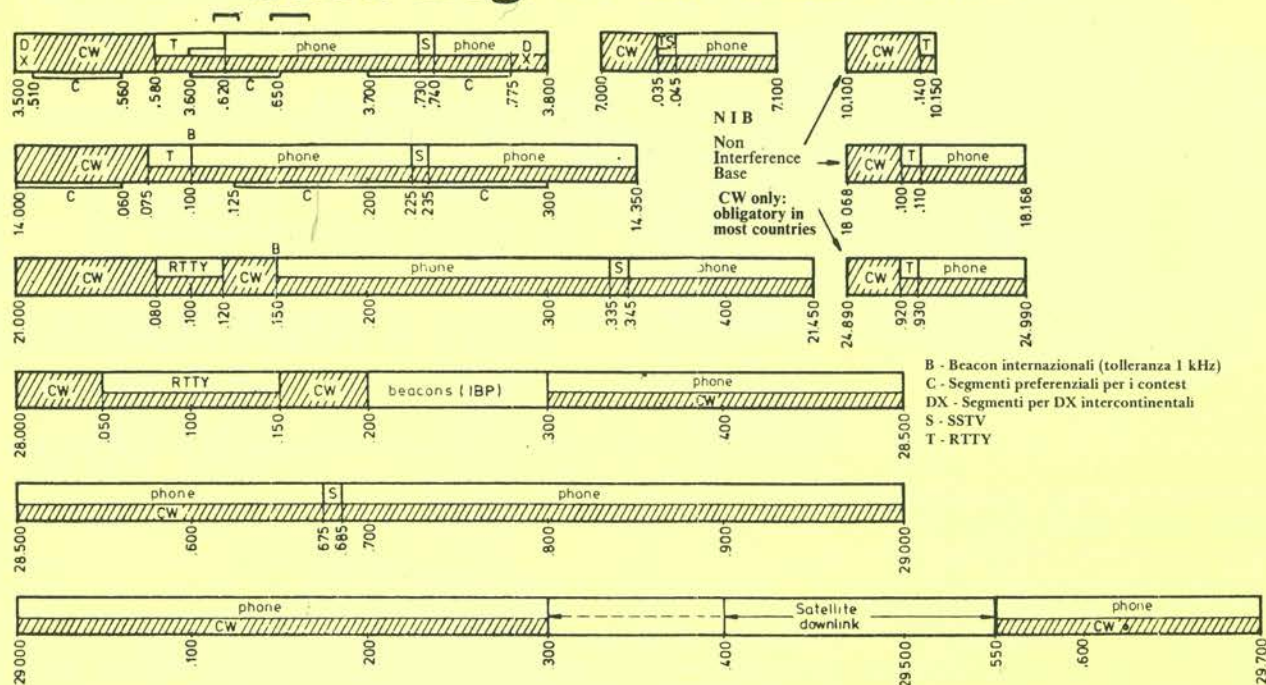 D X CW T phone S phone D X
C C C
3.500 .510 .560 .580 3.600 .620 .650 3.700 .730 .740 .775 3.800
CW TS phone
7.000 .035 .045 7.100
CW T
10.100 .140 10.150
N I B
Non
Interference
Base
CW only:
obligatory in
most countries
B
CW T phone S phone
C C C
14.000 .060 .075 .100 .125 .200 .225 .235 .300 14.350
CW T phone
18 068 .100 .110 18.168
B
CW RTTY CW phone S phone
21.000 .080 .100 .120 .150 .200 .300 .335 .345 .400 21.450
CW T phone
24.890 .920 .930 24.990
CW RTTY CW beacons (IBP) phone
CW
28.000 .050 .100 .150 .200 .300 .400 28.500
B - Beacon internazionali (tolleranza 1 kHz)
C - Segmenti preferenziali per i contest
DX - Segmenti per DX intercontinentali
S - SSTV
T - RTTY
phone S phone
CW
28.500 .600 .675 .685 .700 .800 .900 29 000
phone Satellite phone
CW downlink CW
29 000 .100 .200 .300 .400 29.500 .550 .600 29.700